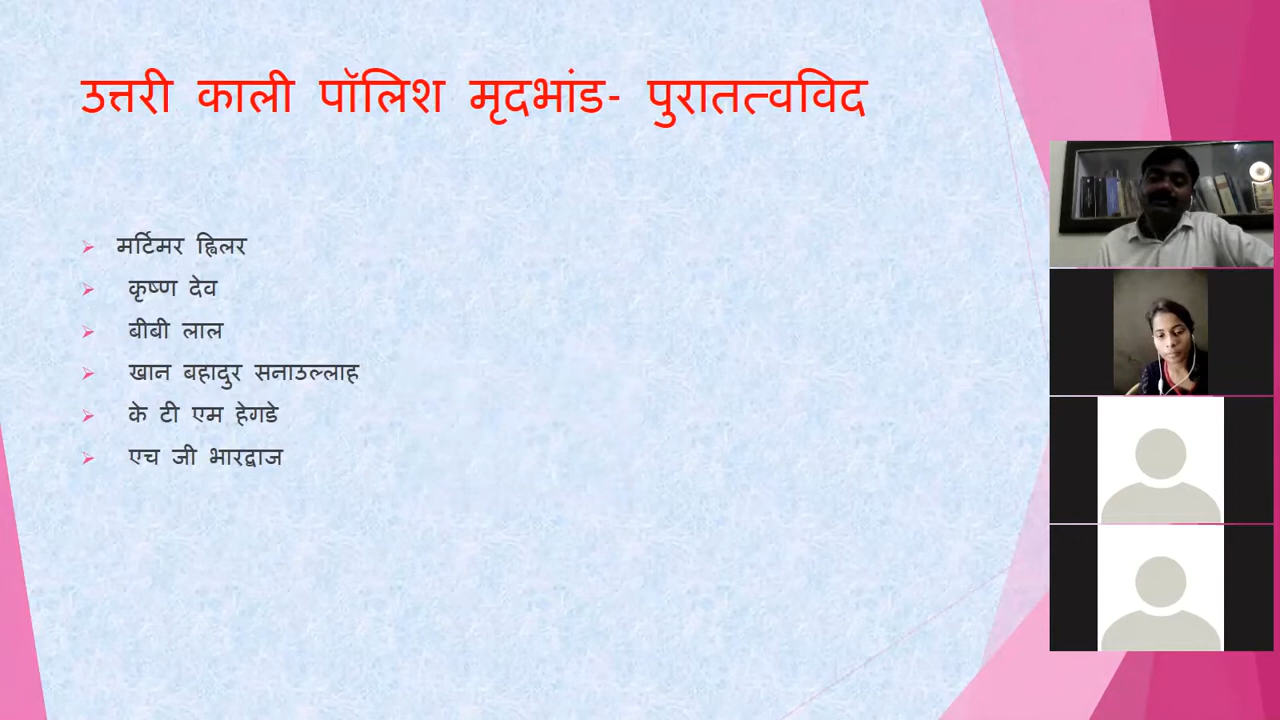 उत्तरी काली पॉलिश मृदभांड- पुरातत्वविद
मर्टिमर ह्विलर
कृष्ण देव
बीबी लाल
खान बहादुर सनाउल्लाह
के टी एम हेगडे
एच जी भारद्वाज